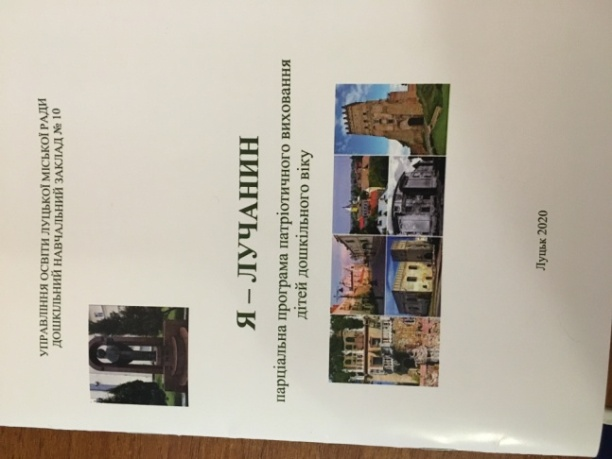 УПРАВЛІННЯ ОСВІТИ ЛУЦЬКОЇ МІСЬКОЇ РАДИ
ДОШКІЛЬНИЙ НАВЧАЛЬНИЙ ЗАКЛАД № 10
Я – ЛУЧАНИН
парціальна програма патріотичного виховання
дітей дошкільного віку
Луцьк 2020